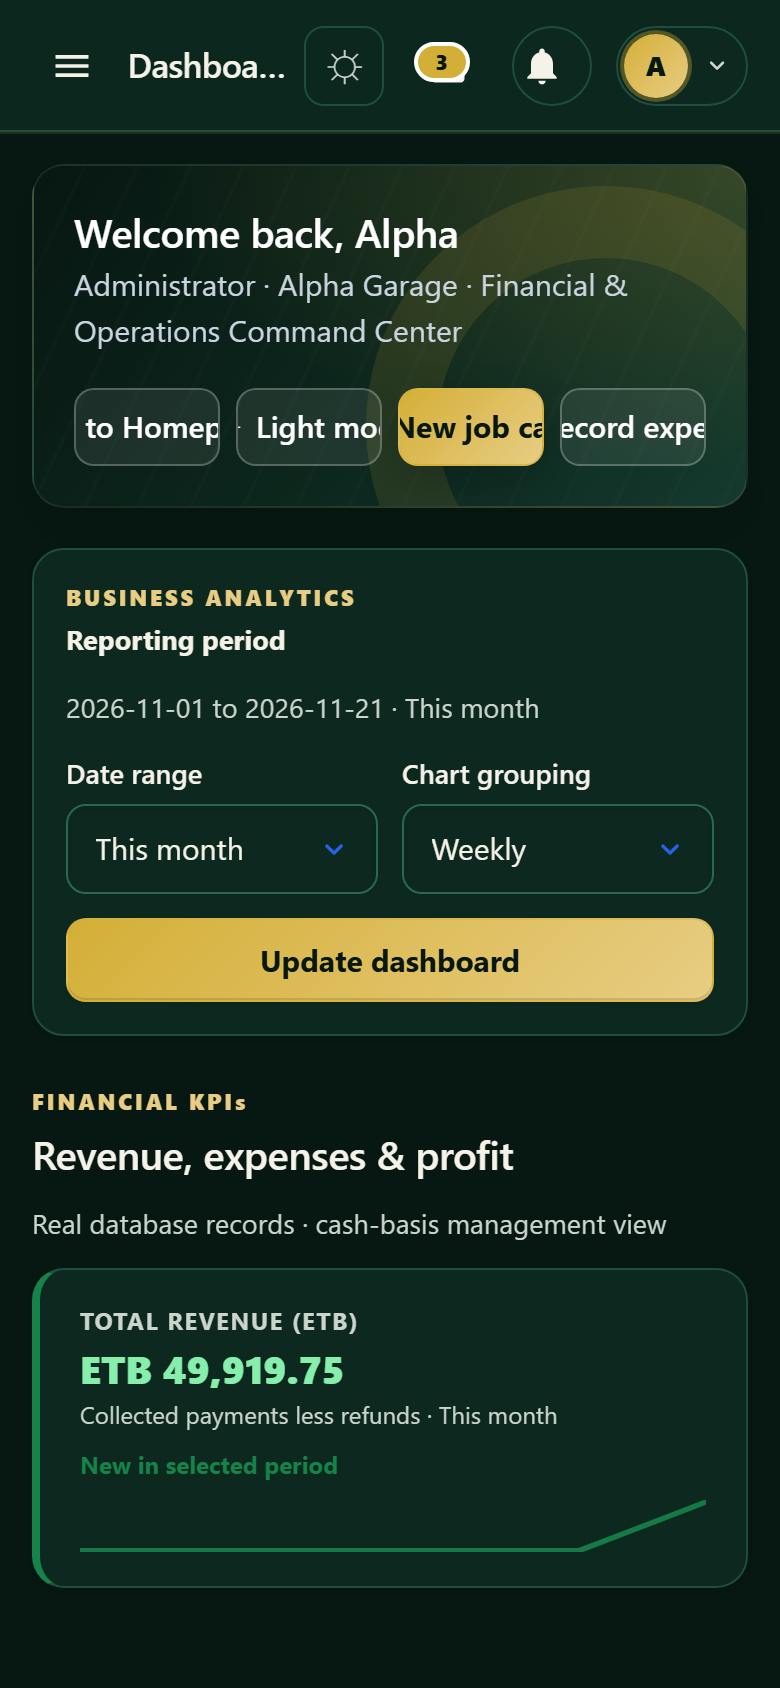 Dashboa...
3
A
Welcome back, Alpha
Administrator · Alpha Garage · Financial &
Operations Command Center
to Homep
Light mo
New job ca
ecord expe
BUSINESS ANALYTICS
Reporting period
2026-11-01 to 2026-11-21 · This month
Date range
Chart grouping
This month
Weekly
Update dashboard
FINANCIAL KPIs
Revenue, expenses & profit
Real database records · cash-basis management view
TOTAL REVENUE (ETB)
ETB 49,919.75
Collected payments less refunds · This month
New in selected period